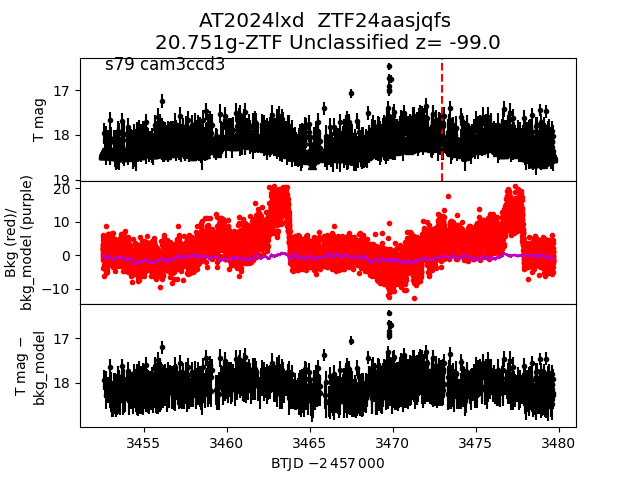 AT2024lxd  ZTF24aasjqfs
20.751g-ZTF Unclassified z= -99.0
s79 cam3ccd3
T mag
17
18
19
Bkg (red)/
bkg_model (purple)
20
10
0
−10
T mag −
bkg_model
17
18
3455
3460
3465
3470
3475
3480
BTJD −2 457 000